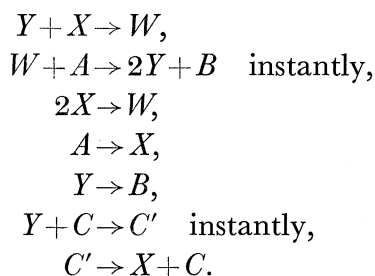 Y+X→W,
W+A→2Y+B instantly,
2X→W,
A→X,
Y→B,
Y+C→C′ instantly,
C′→X+C.